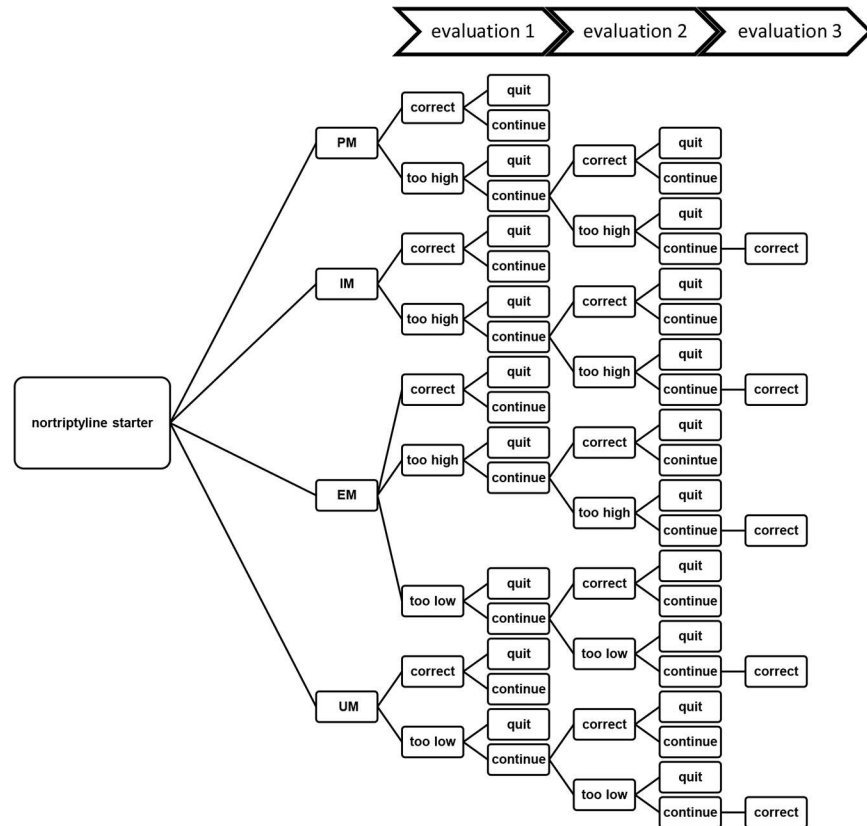 evaluation 1
evaluation 2
evaluation 3
quit
correct
continue
quit
PM
correct
quit
too high
continue
continue
quit
too high
quit
correct
continue
correct
continue
quit
IM
correct
quit
too high
continue
continue
quit
too high
quit
correct
continue
correct
continue
nortriptyline starter
quit
correct
quit
too high
continue
conintue
EM
quit
too high
continue
correct
quit
correct
quit
too low
continue
continue
quit
too low
quit
correct
continue
correct
continue
quit
UM
correct
quit
too low
continue
continue
quit
too low
continue
correct